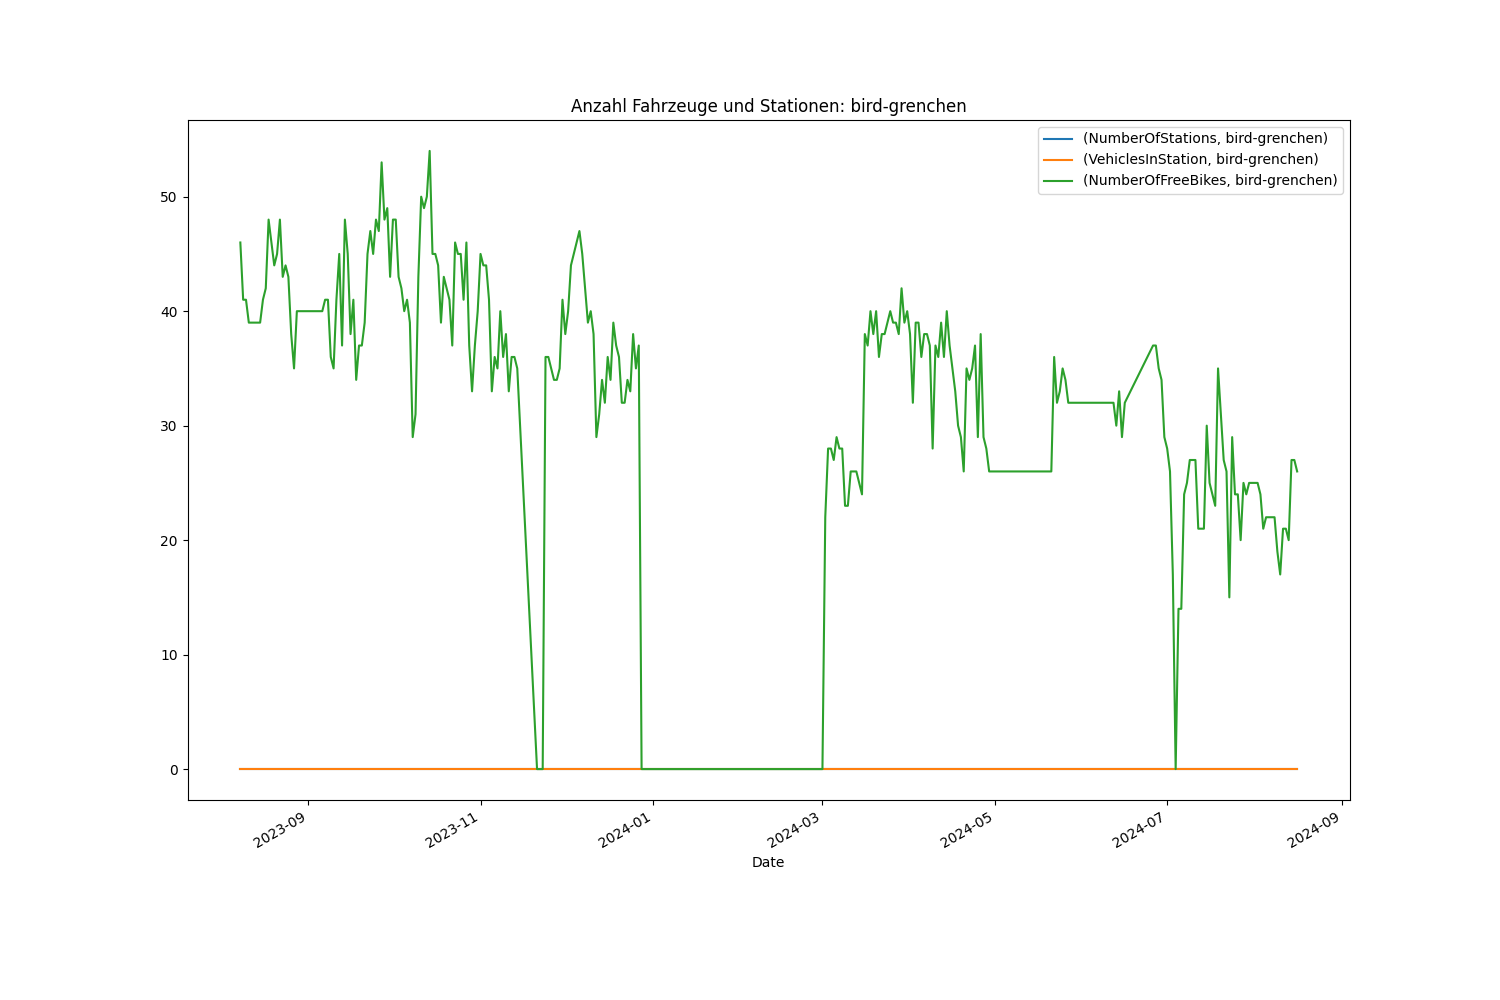 Anzahl Fahrzeuge und Stationen: bird-grenchen
(NumberOfStations, bird-grenchen)
(VehiclesInStation, bird-grenchen)
(NumberOfFreeBikes, bird-grenchen)
50
40
30
20
10
0
2023-09
2023-11
2024-01
2024-03
2024-05
2024-07
2024-09
Date